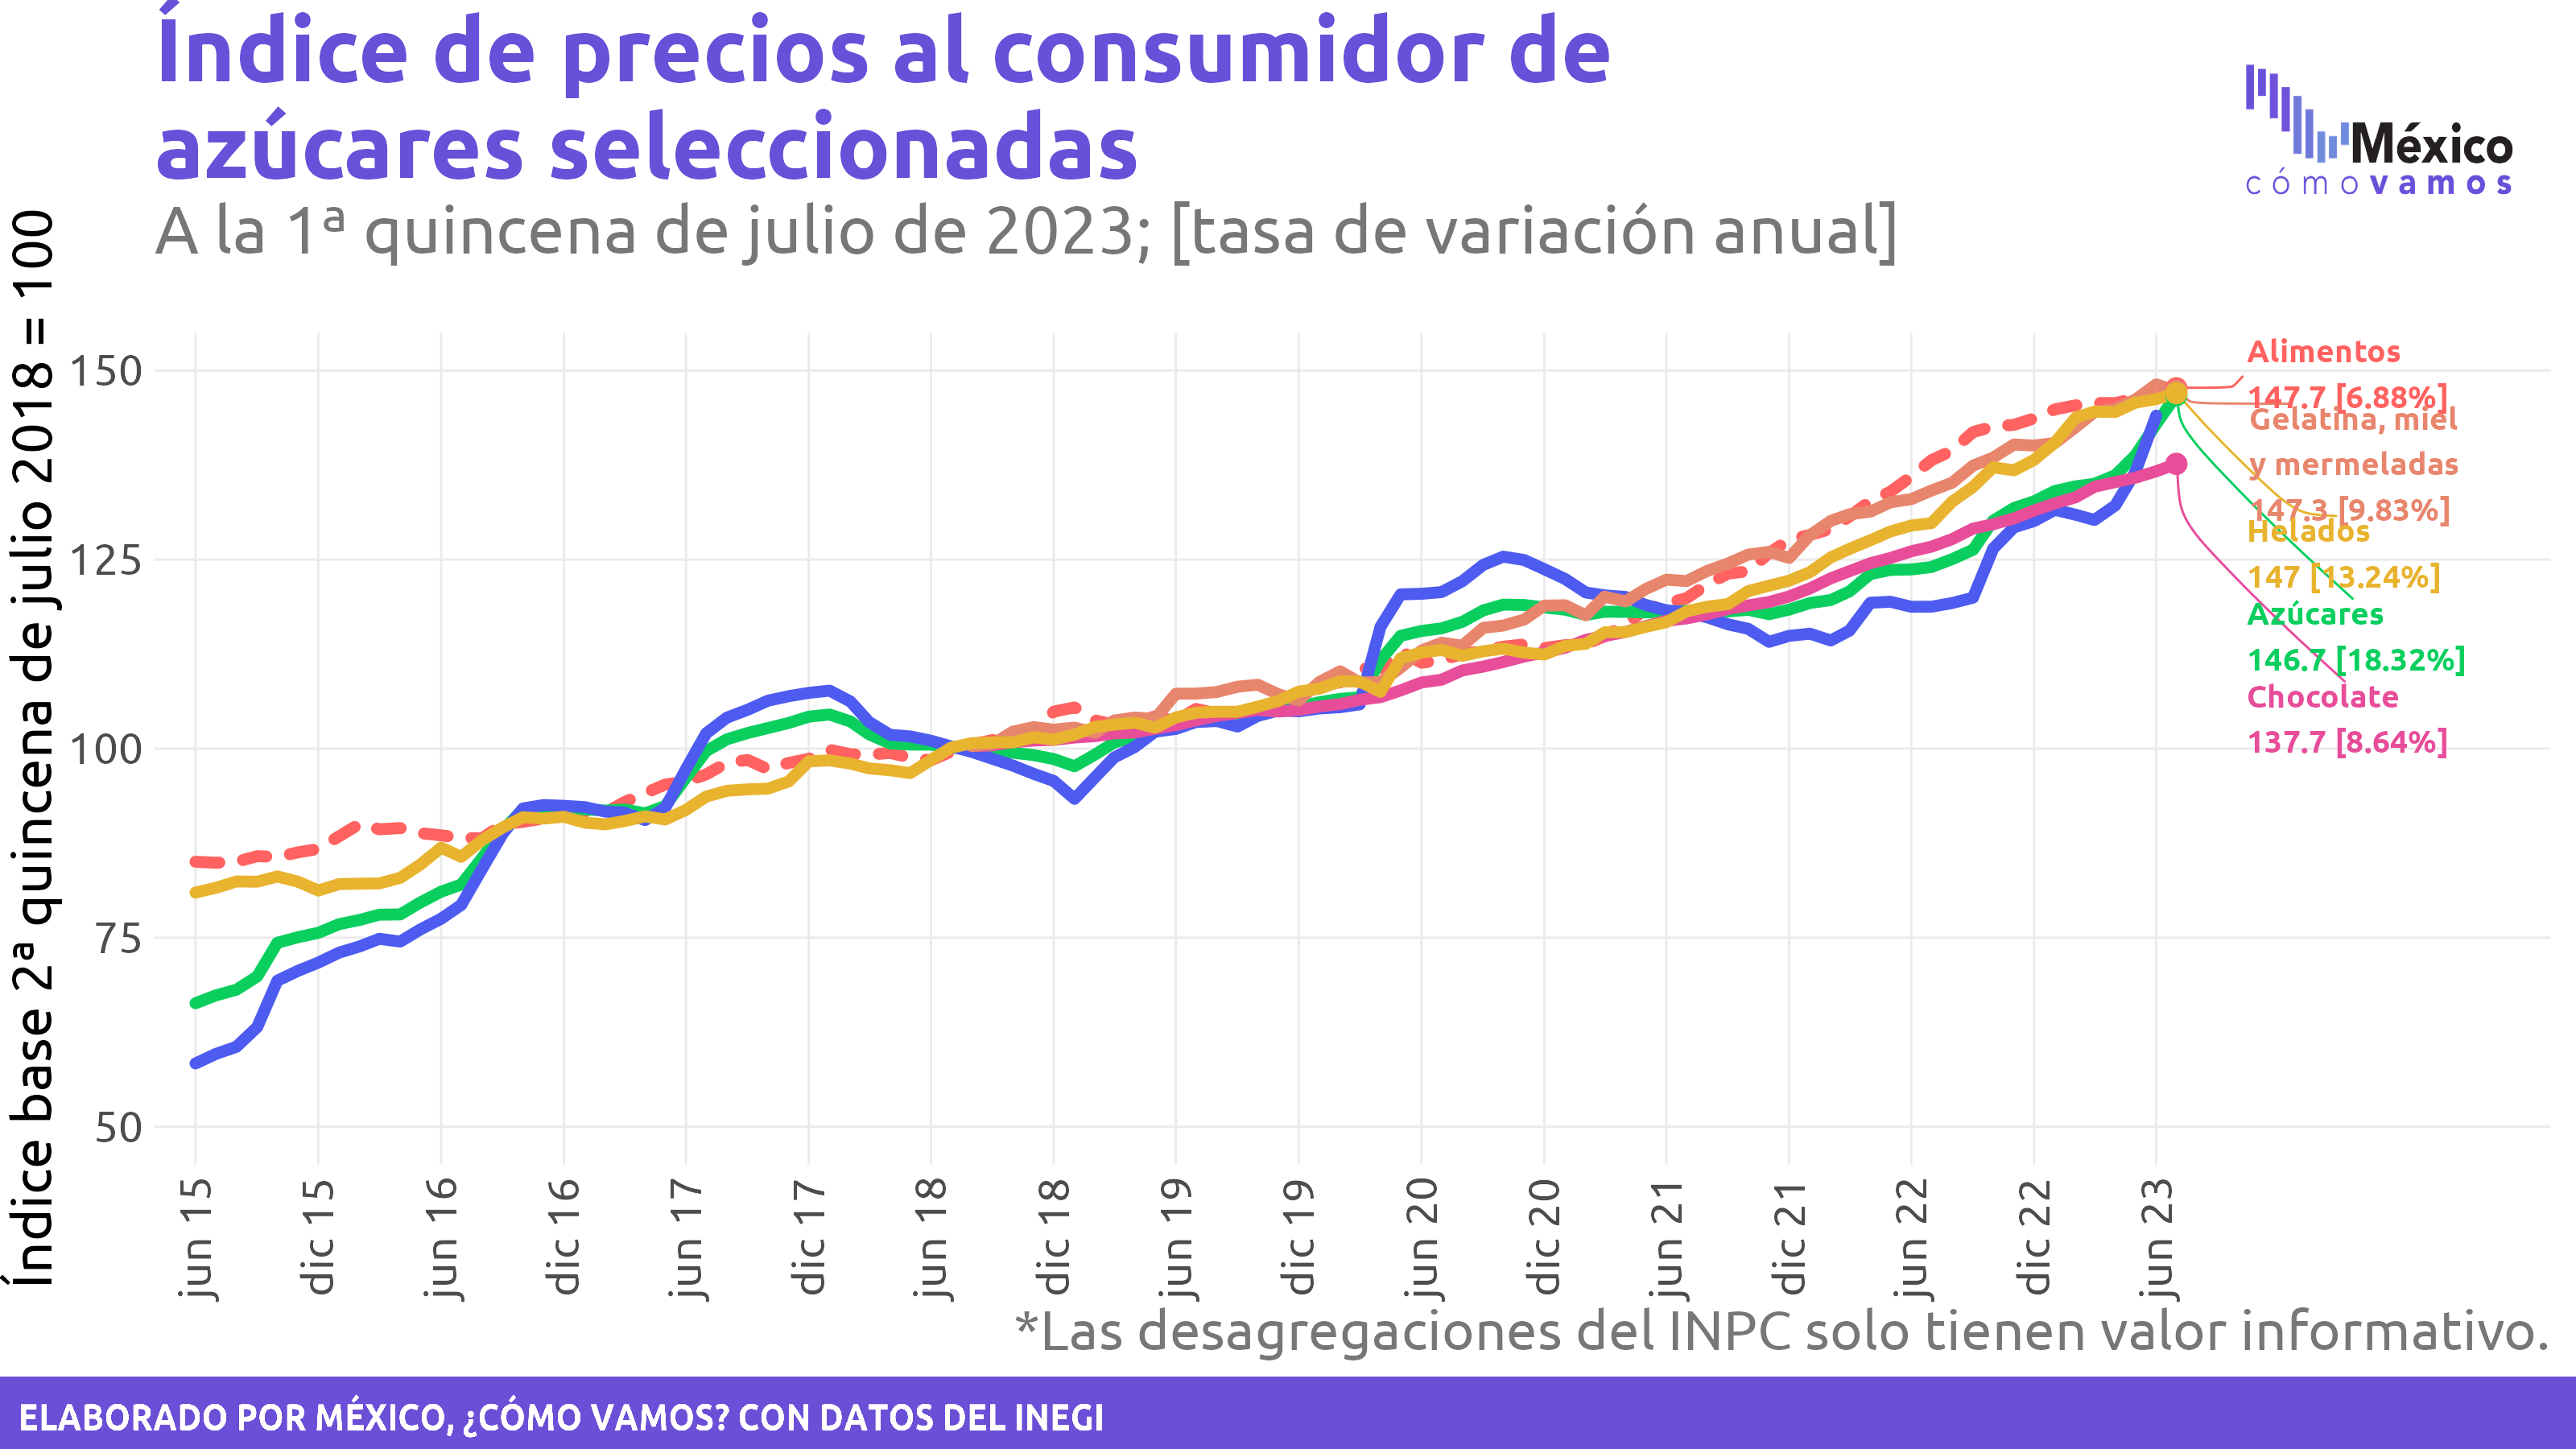 Índice de precios al consumidor de
azúcares seleccionadas
A la 1ª quincena de julio de 2023; [tasa de variación anual]
México
cómo vamos
Índice base 2ª quincena de julio 2018 = 100
150
125
100
75
50
Alimentos
147.7 [6.88%]
Gelatina, miel
y mermeladas
147.3 [9.83%]
Helados
147 [13.24%]
Azúcares
146.7 [18.32%]
Chocolate
137.7 [8.64%]
jun 15
dic 15
jun 16
dic 16
jun 17
dic 17
jun 18
dic 18
jun 19
dic 19
jun 20
dic 20
jun 21
dic 21
jun 22
dic 22
jun 23
*Las desagregaciones del INPC solo tienen valor informativo.
ELABORADO POR MÉXICO, ¿CÓMO VAMOS? CON DATOS DEL INEGI